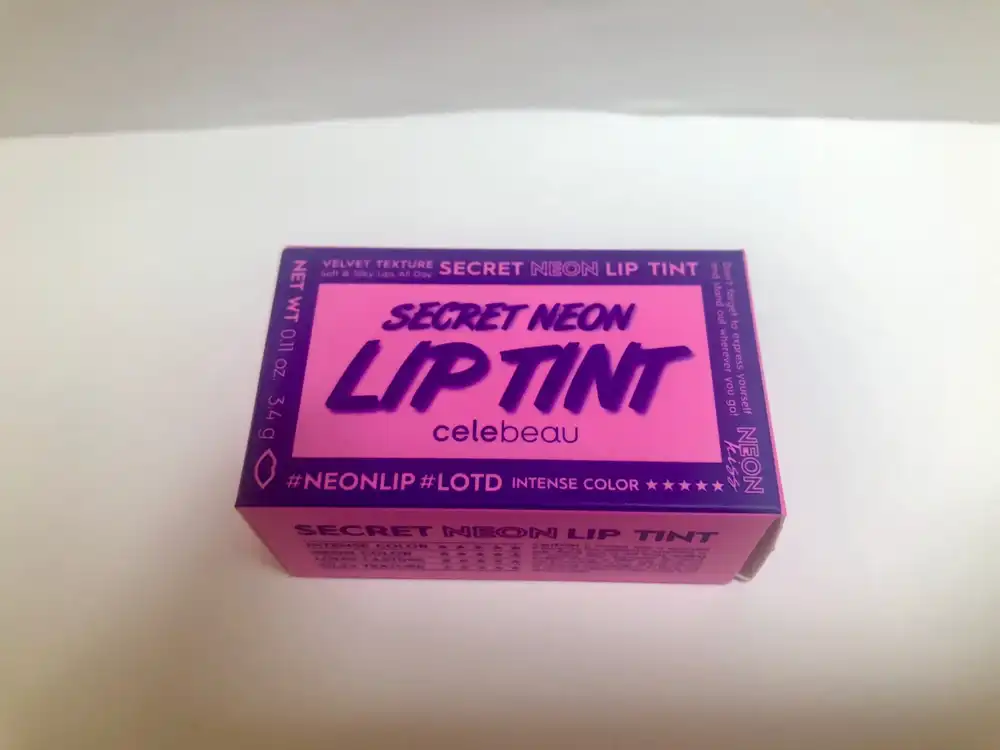 VELVET TEXTURE
Soft & Silky Lips, All Day
SECRET NEON LIP TINT
NET WT. 0.11 oz. 3.4 g
SECRET NEON
LIP TINT
celebeau
Don't forget to express yourself
and stand out wherever you go!
NEON
kiss
#NEONLIP #LOTD INTENSE COLOR ★★★★★
SECRET NEON LIP TINT
INTENSE COLOR ★★★★★